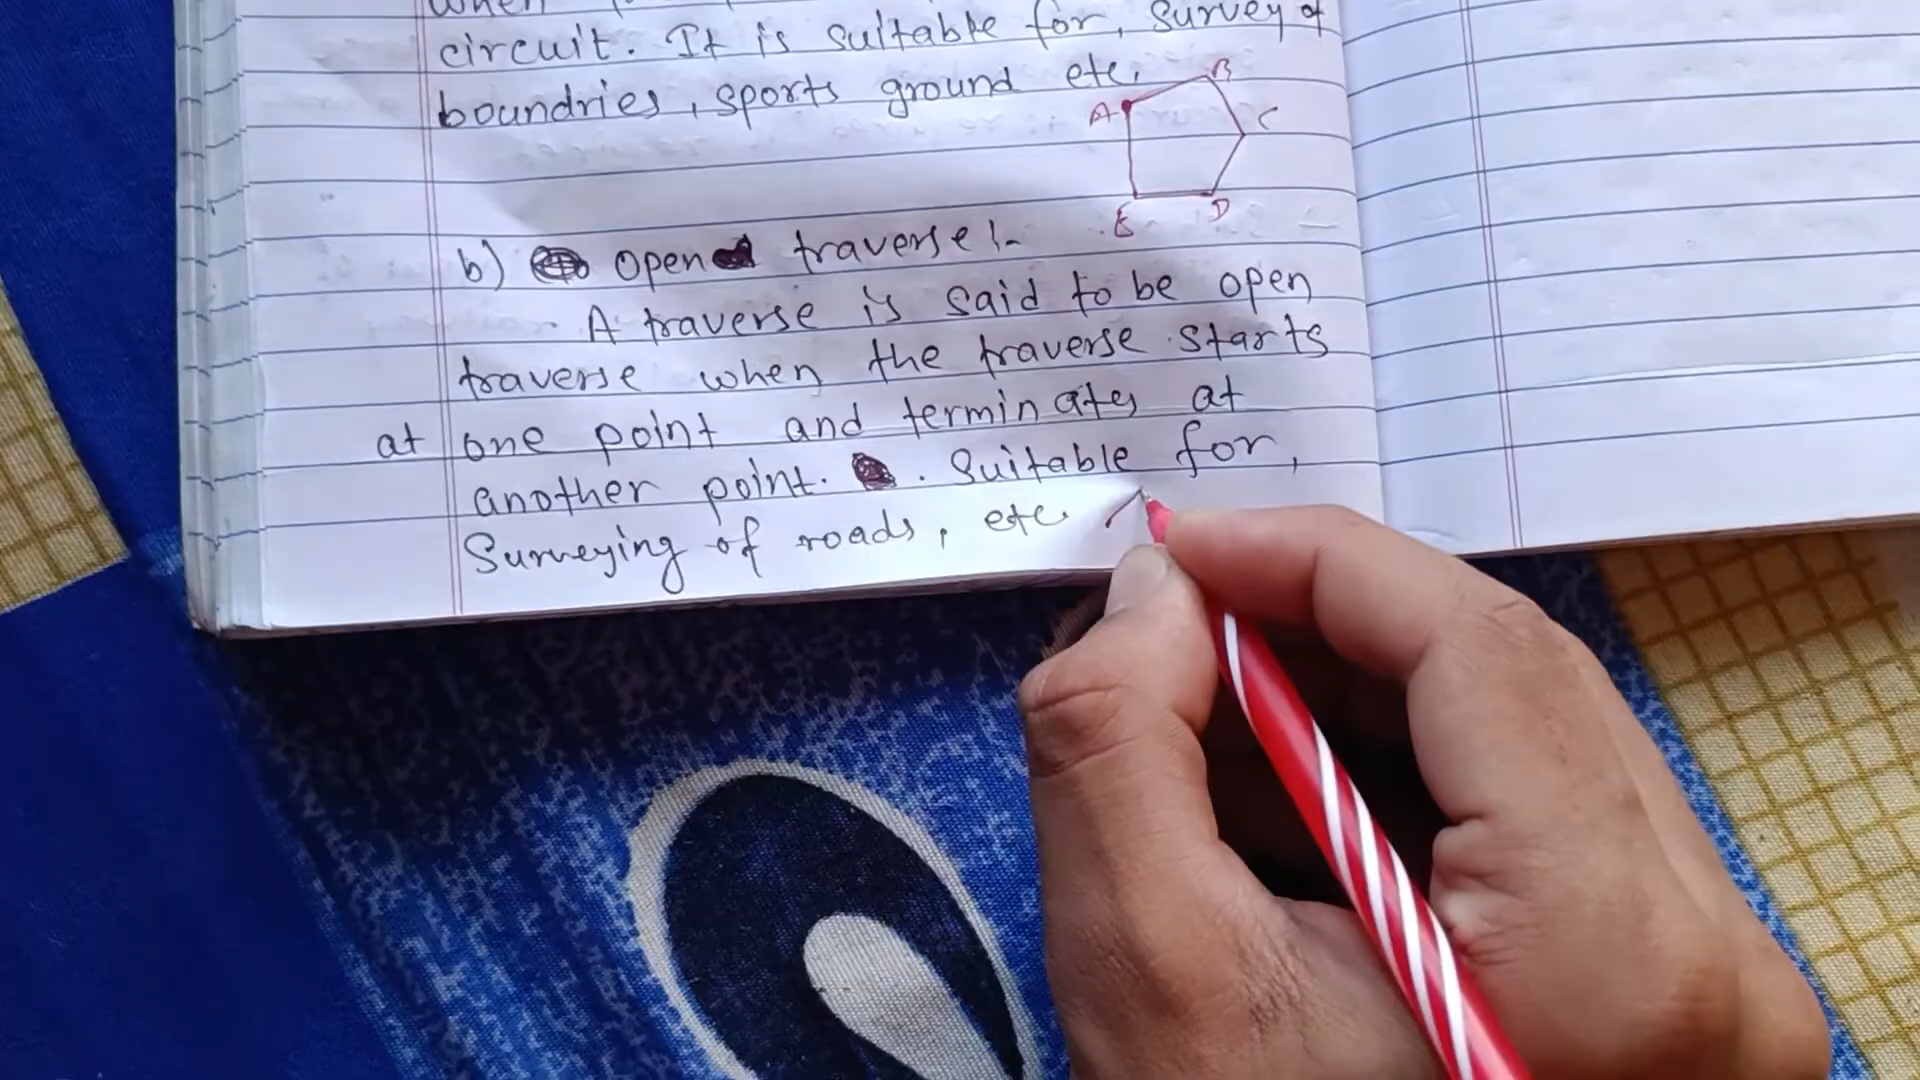 when
circuit. It is suitable for, survey of
boundries, sports ground etc.
A B C D E
b) open traverse :-
A traverse is said to be open
traverse when the traverse starts
at one point and terminates at
another point. . Suitable for,
Surveying of roads, etc.